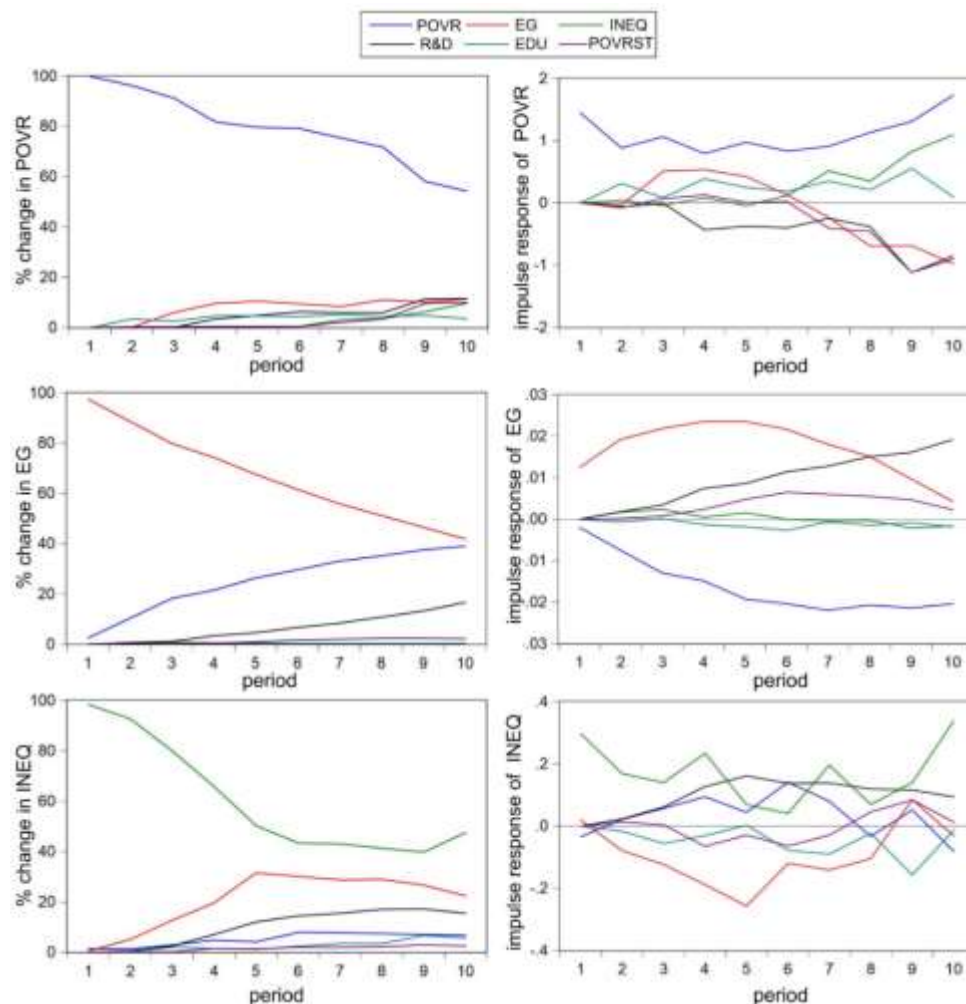 POVR EG INEQ
R&D EDU POVRST
% change in POVR
100
80
60
40
20
0
1 2 3 4 5 6 7 8 9 10
period
impulse response of POVR
2
1
0
-1
-2
1 2 3 4 5 6 7 8 9 10
period
% change in EG
100
80
60
40
20
0
1 2 3 4 5 6 7 8 9 10
period
impulse response of EG
.03
.02
.01
.00
.01
.02
.03
1 2 3 4 5 6 7 8 9 10
period
% change in INEQ
100
80
60
40
20
0
1 2 3 4 5 6 7 8 9 10
period
impulse response of INEQ
.4
.2
.0
-.2
-.4
1 2 3 4 5 6 7 8 9 10
period